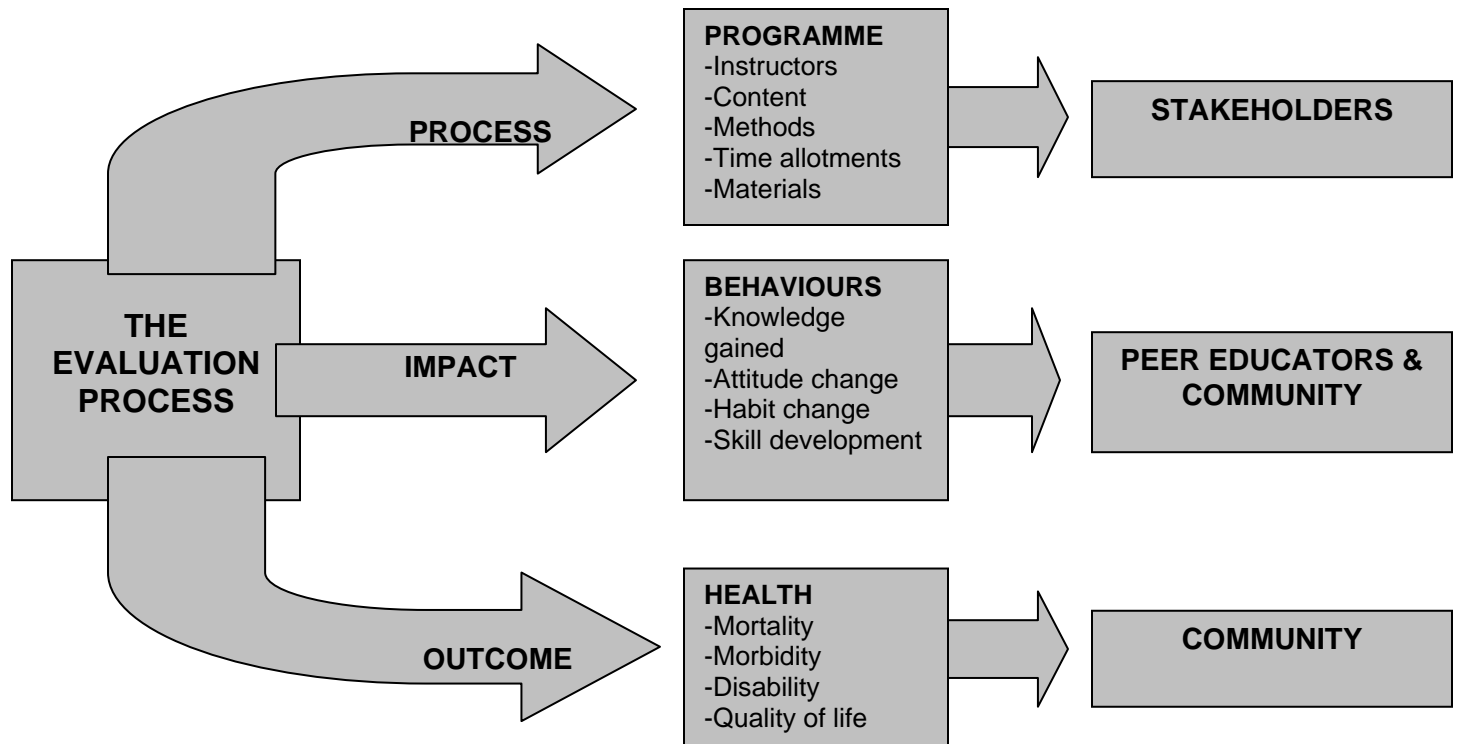 THE
EVALUATION
PROCESS
PROCESS
PROGRAMME
-Instructors
-Content
-Methods
-Time allotments
-Materials
STAKEHOLDERS
IMPACT
BEHAVIOURS
-Knowledge
gained
-Attitude change
-Habit change
-Skill development
PEER EDUCATORS &
COMMUNITY
OUTCOME
HEALTH
-Mortality
-Morbidity
-Disability
-Quality of life
COMMUNITY